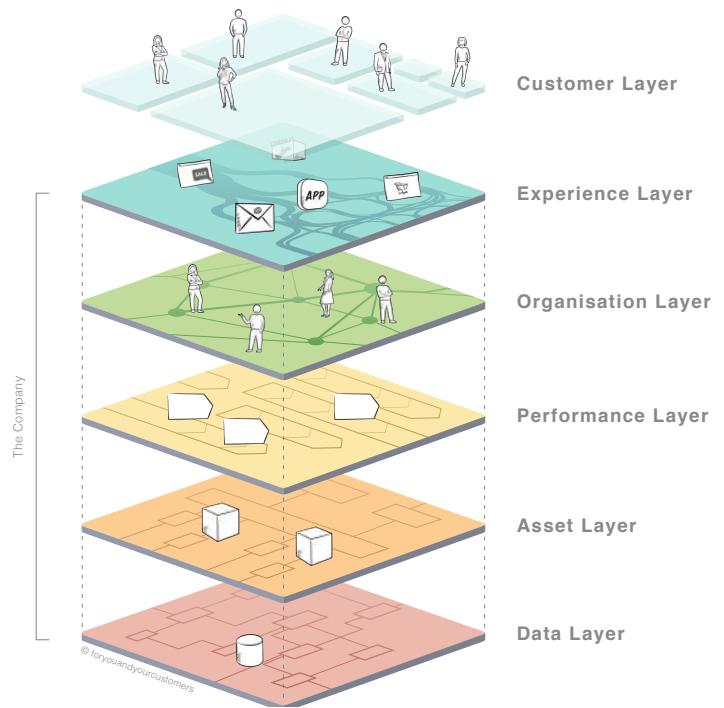 Customer Layer
SALE
APP
@
Experience Layer
Organisation Layer
The Company
Performance Layer
Asset Layer
Data Layer
© foryouandyourcustomers